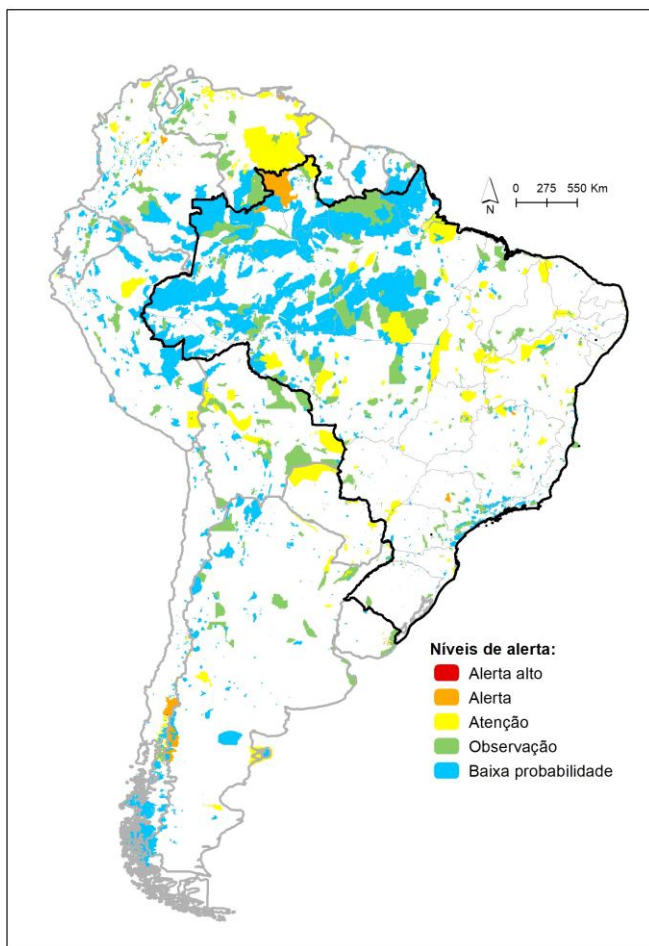 N
0 275 550 Km
Níveis de alerta:
Alerta alto
Alerta
Atenção
Observação
Baixa probabilidade